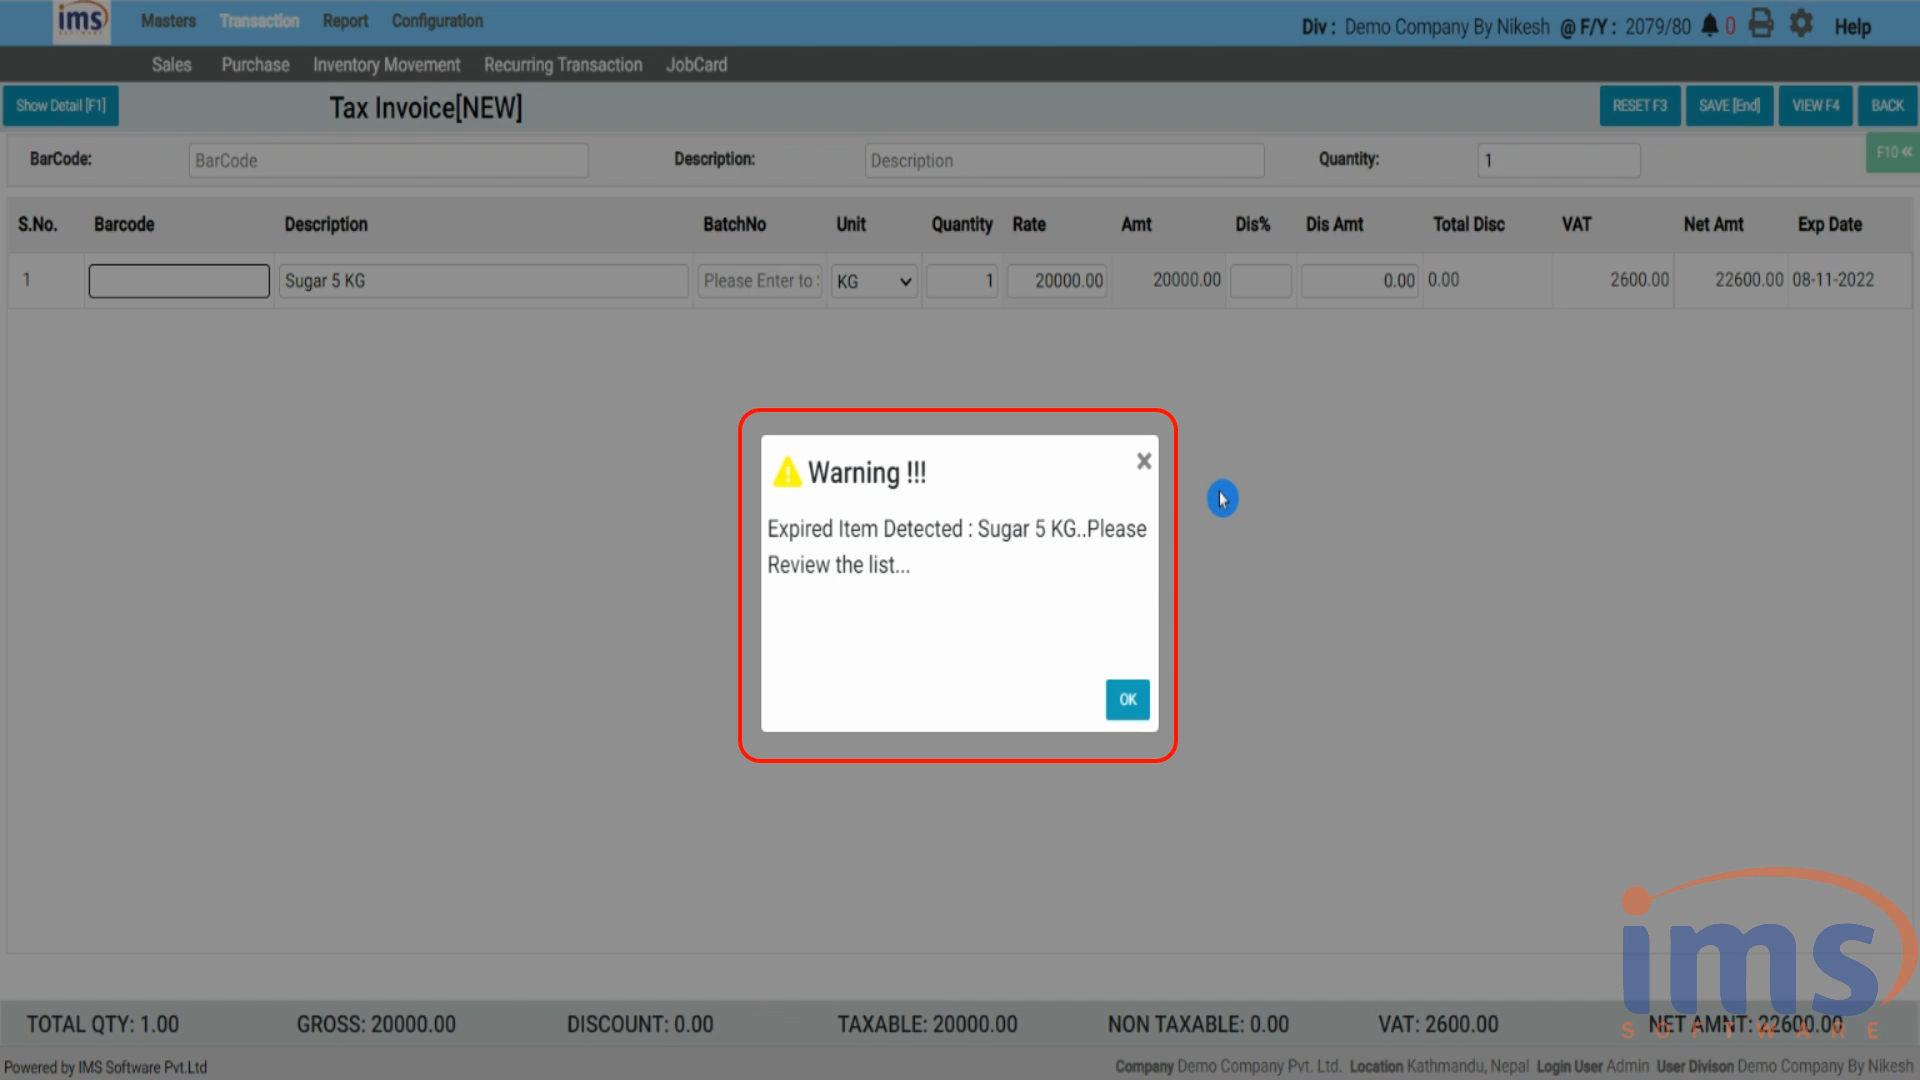 ims Masters Transaction Report Configuration Div : Demo Company By Nikesh @ F/Y : 2079/80 0 Help
Sales Purchase Inventory Movement Recurring Transaction JobCard
Show Detail [F1] Tax Invoice[NEW] RESET F3 SAVE [End] VIEW F4 BACK
BarCode: BarCode Description: Description Quantity: 1 F10 «
S.No. Barcode Description BatchNo Unit Quantity Rate Amt Dis% Dis Amt Total Disc VAT Net Amt Exp Date
1 Sugar 5 KG Please Enter to KG 1 20000.00 20000.00 0.00 0.00 2600.00 22600.00 08-11-2022
Warning !!!
Expired Item Detected : Sugar 5 KG..Please
Review the list...
OK
ims
SOFTWARE
TOTAL QTY: 1.00 GROSS: 20000.00 DISCOUNT: 0.00 TAXABLE: 20000.00 NON TAXABLE: 0.00 VAT: 2600.00 NET AMNT: 22600.00
Powered by IMS Software Pvt.Ltd Company Demo Company Pvt. Ltd. Location Kathmandu, Nepal Login User Admin User Divison Demo Company By Nikesh